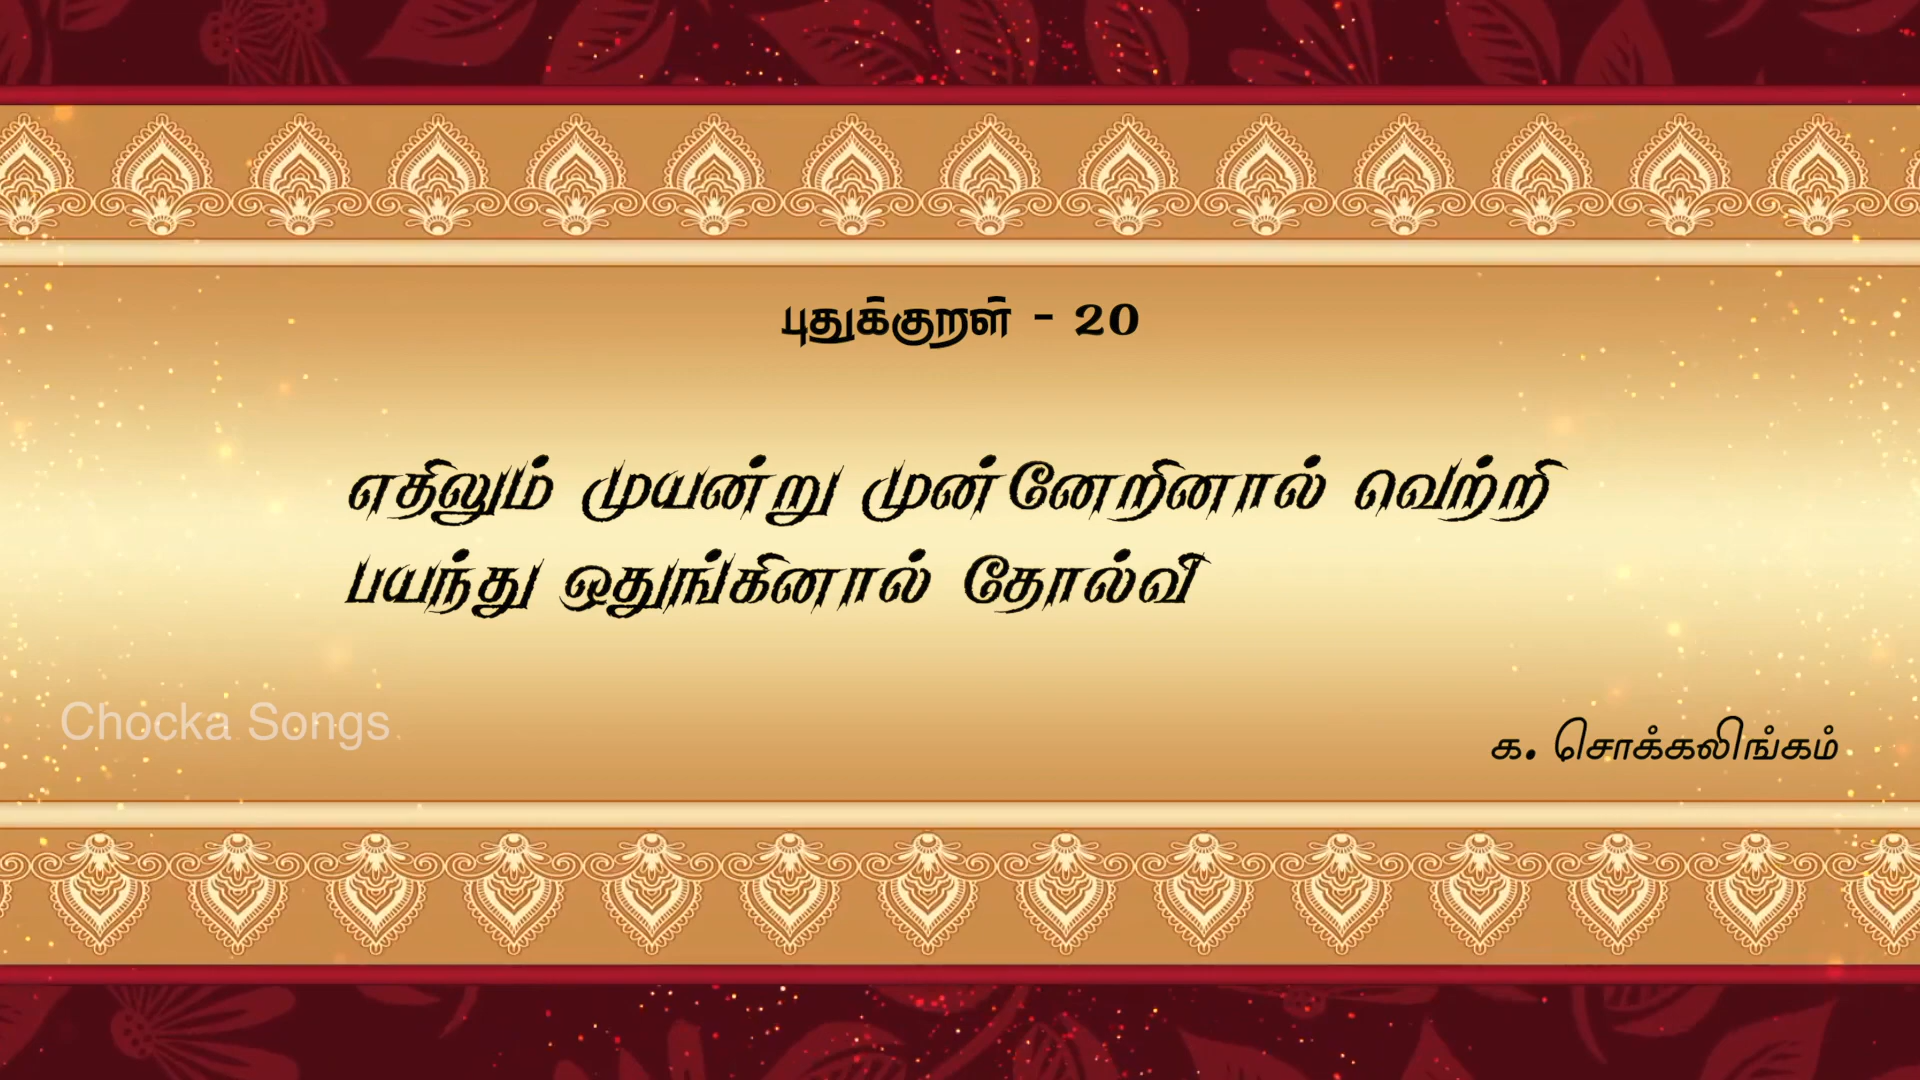 புதுக்குறள் - 20
எதிலும் முயன்று முன்னேறினால் வெற்றி
பயந்து ஒதுங்கினால் தோல்வி
Chocka Songs
க. சொக்கலிங்கம்